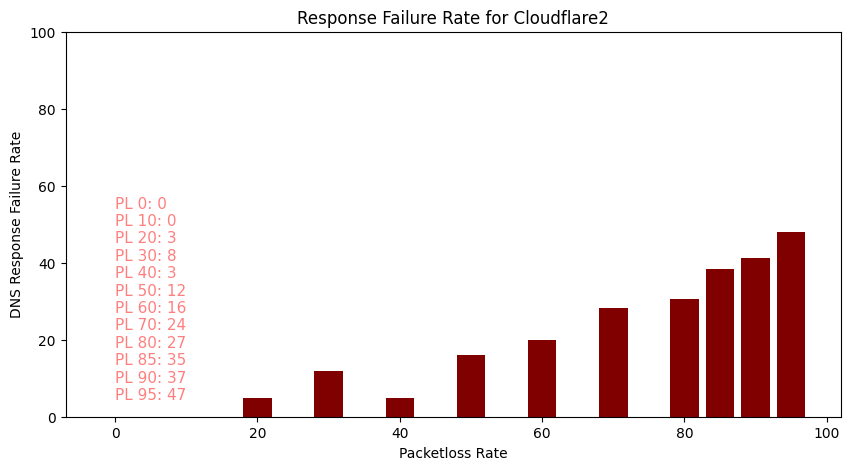 Response Failure Rate for Cloudflare2
100
80
60
40
20
0
DNS Response Failure Rate
PL 0: 0
PL 10: 0
PL 20: 3
PL 30: 8
PL 40: 3
PL 50: 12
PL 60: 16
PL 70: 24
PL 80: 27
PL 85: 35
PL 90: 37
PL 95: 47
0 20 40 60 80 100
Packetloss Rate